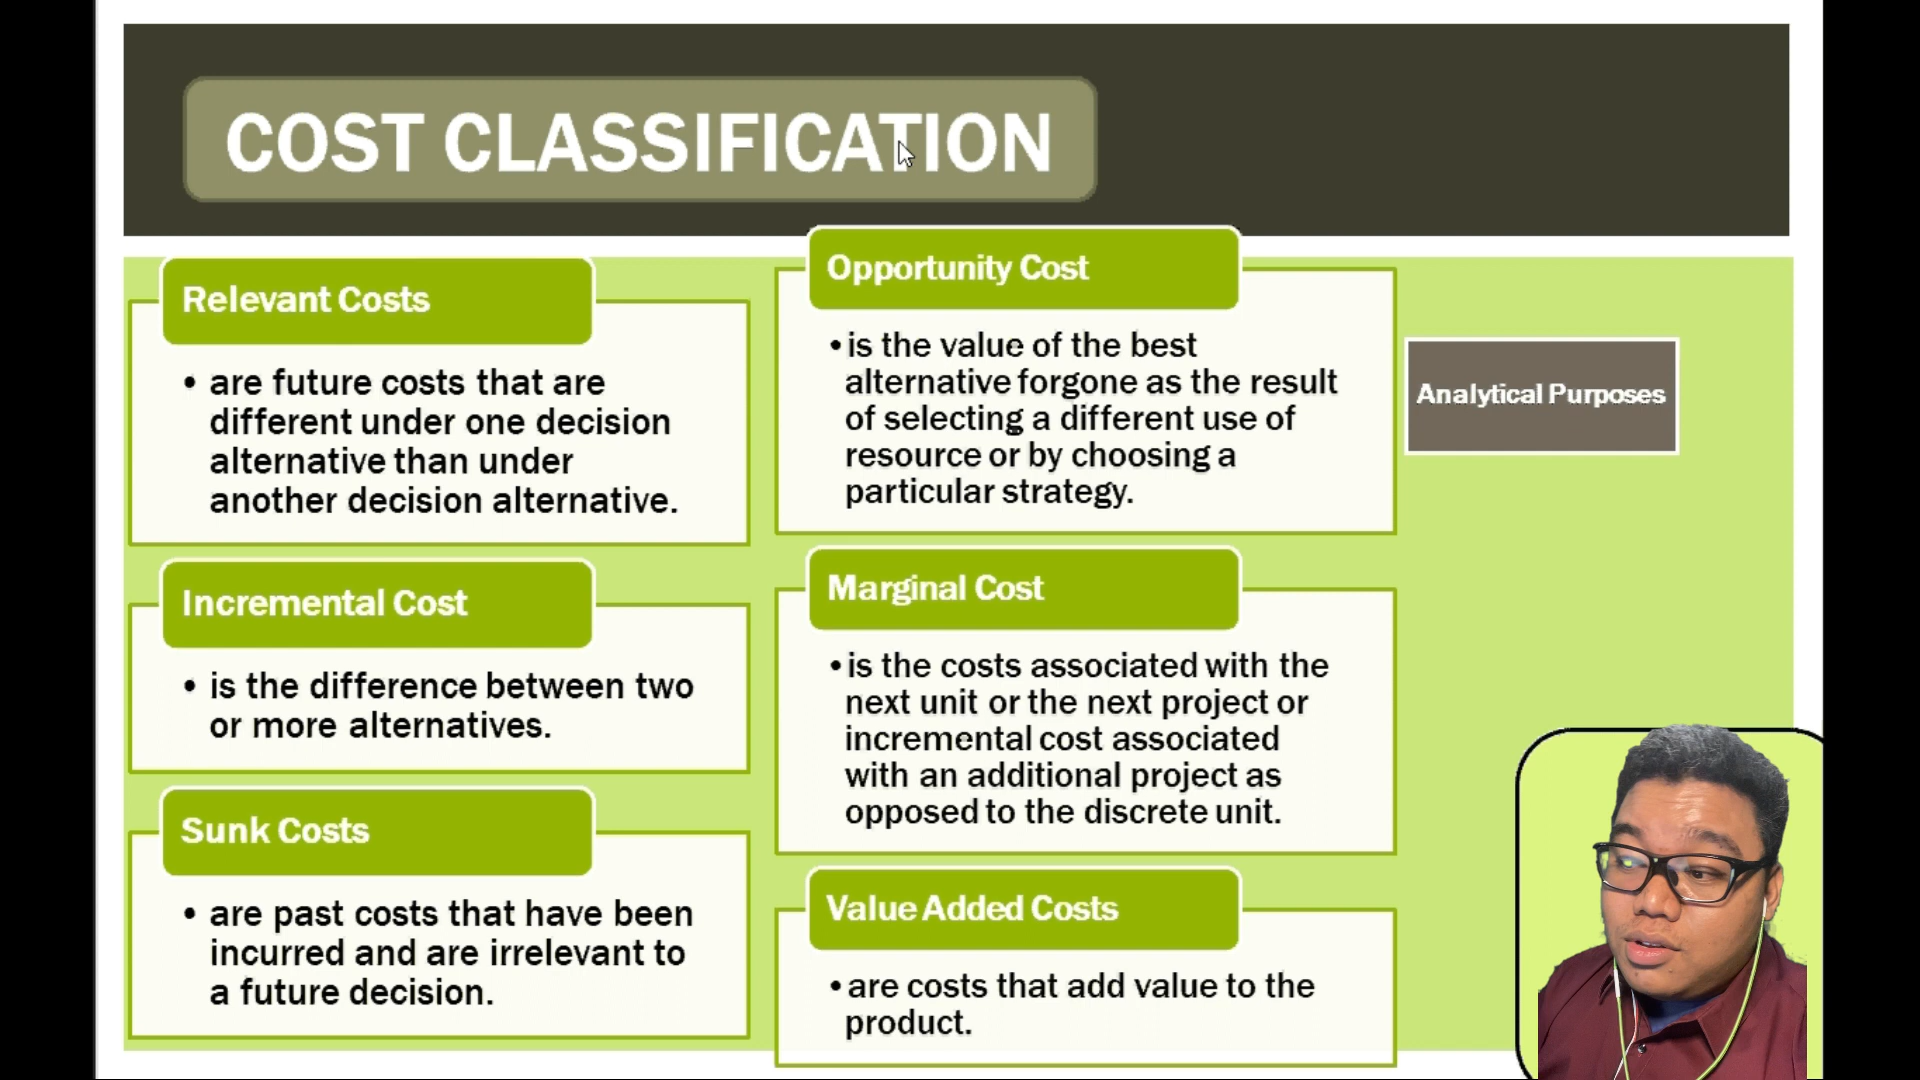 COST CLASSIFICATION
Relevant Costs
• are future costs that are
different under one decision
alternative than under
another decision alternative.
Incremental Cost
• is the difference between two
or more alternatives.
Sunk Costs
• are past costs that have been
incurred and are irrelevant to
a future decision.
Opportunity Cost
• is the value of the best
alternative forgone as the result
of selecting a different use of
resource or by choosing a
particular strategy.
Marginal Cost
• is the costs associated with the
next unit or the next project or
incremental cost associated
with an additional project as
opposed to the discrete unit.
Value Added Costs
• are costs that add value to the
product.
Analytical Purposes